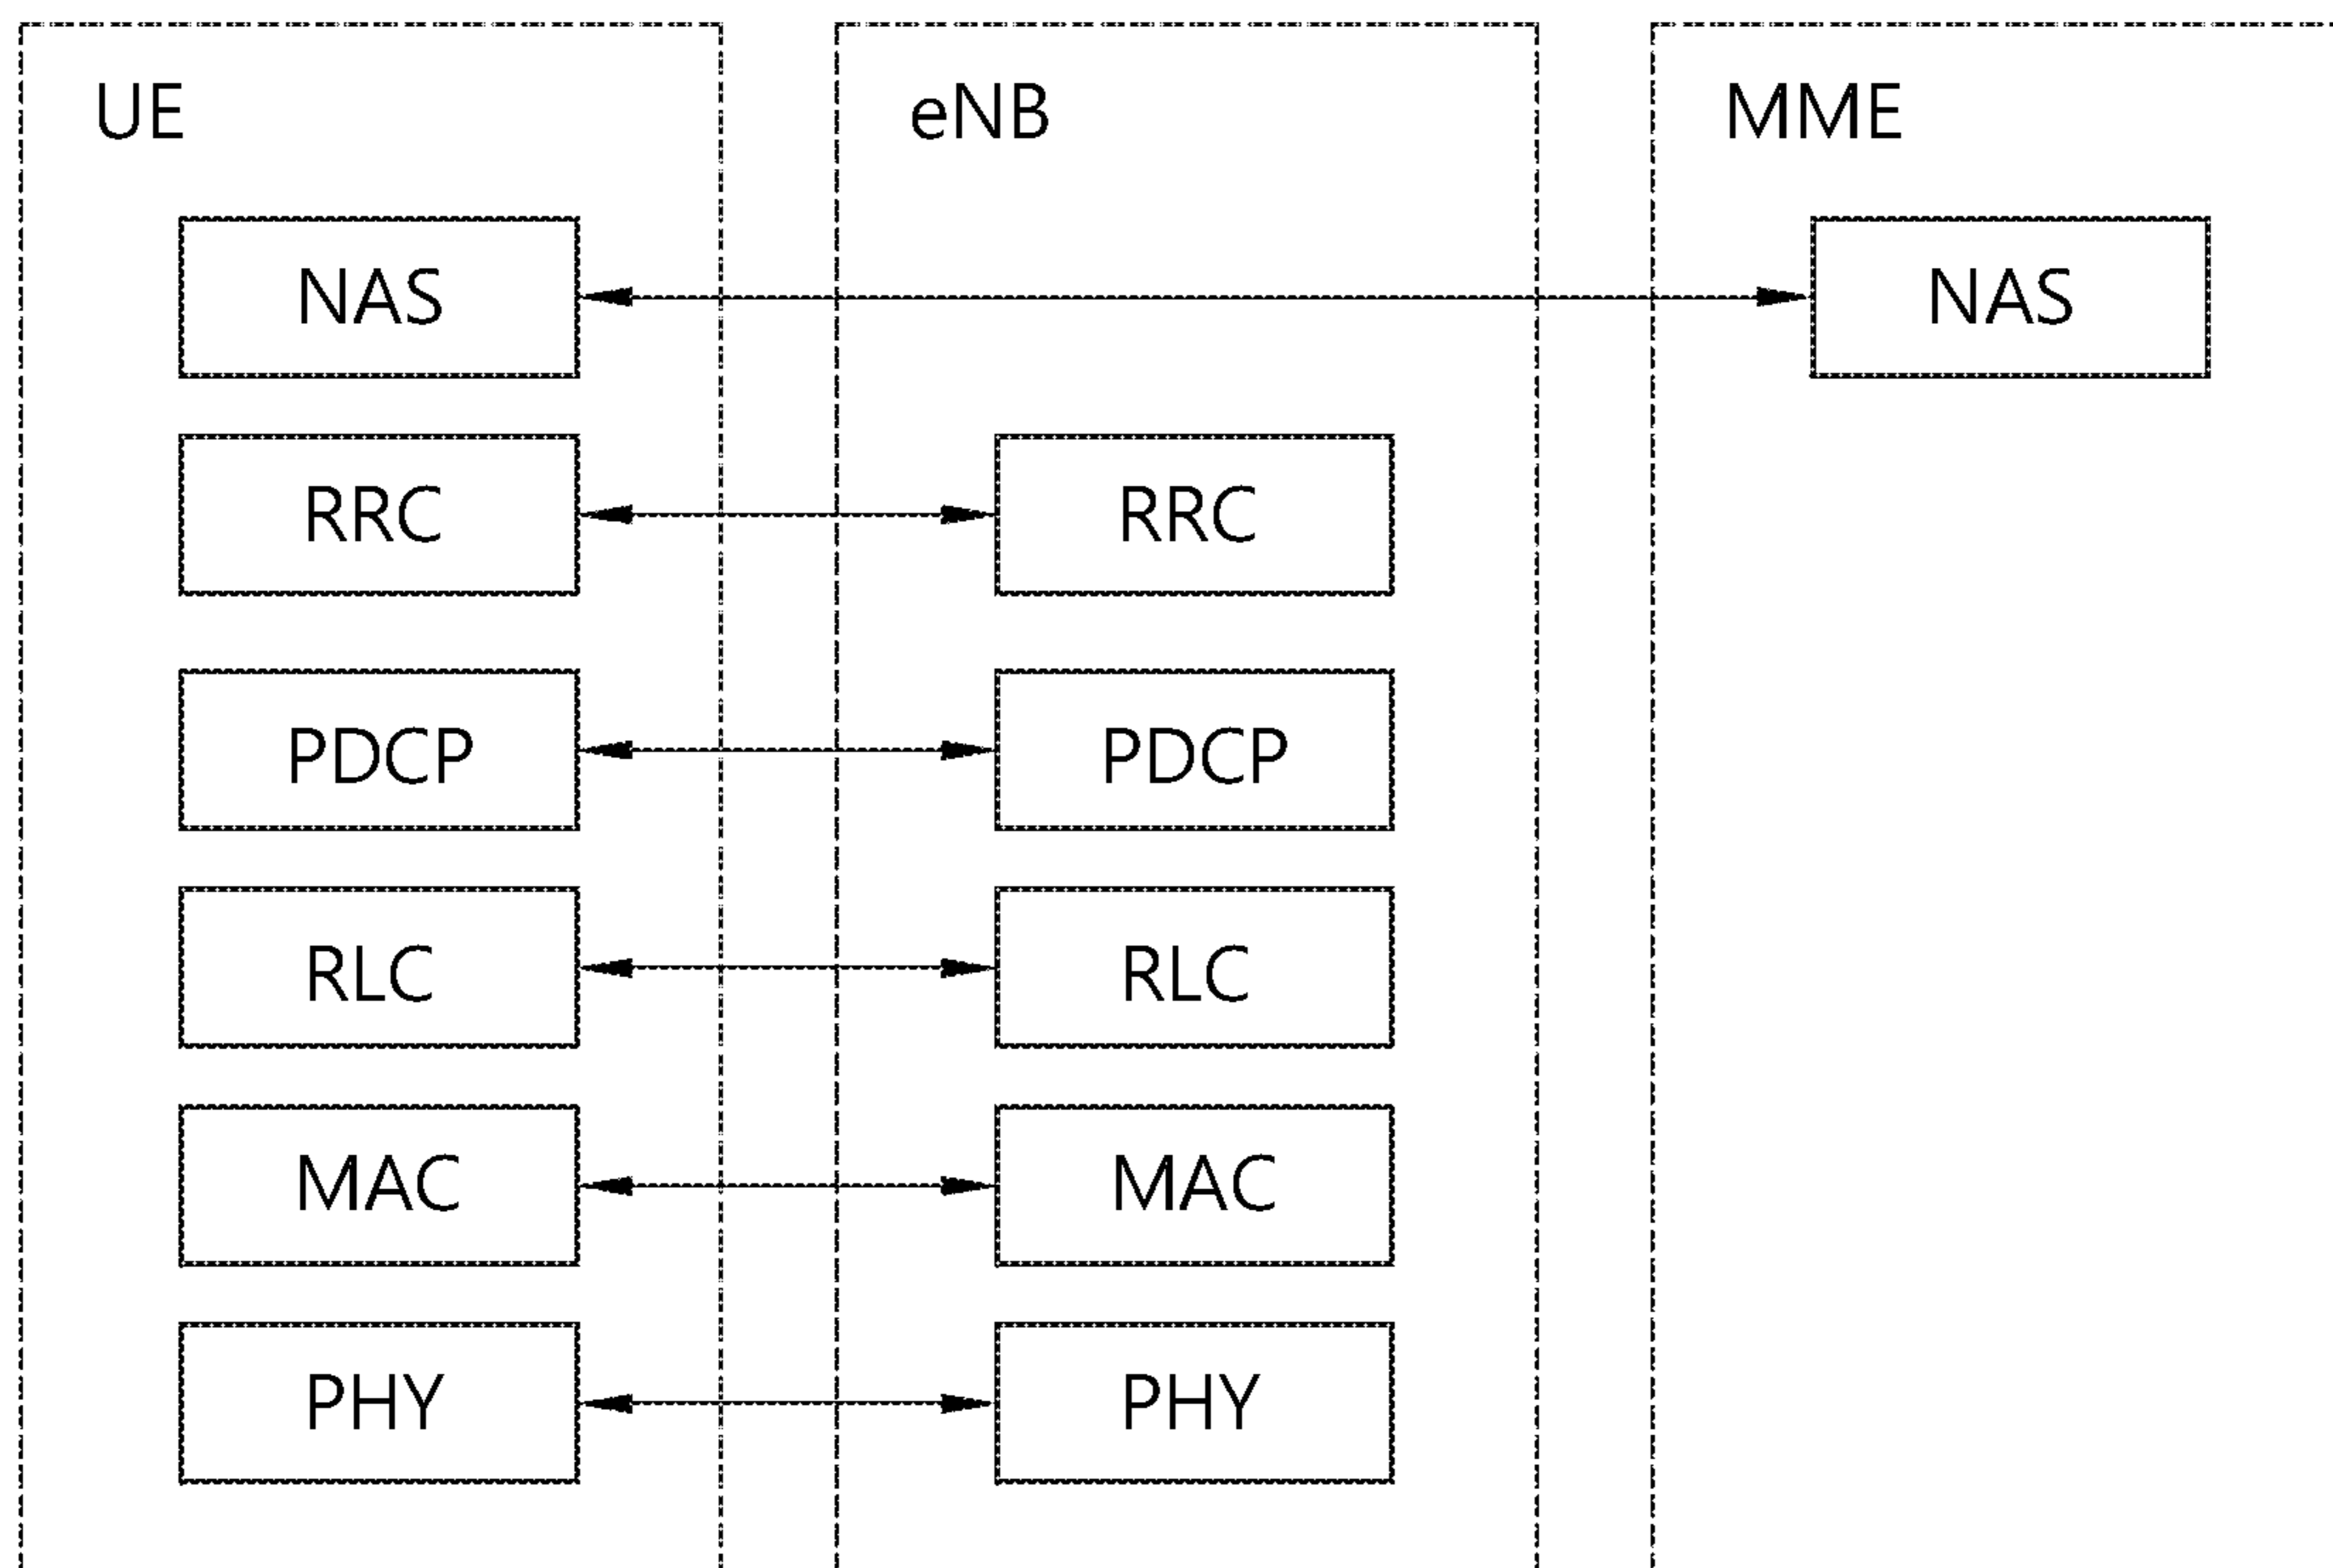 UE eNB MME
NAS NAS
RRC RRC
PDCP PDCP
RLC RLC
MAC MAC
PHY PHY